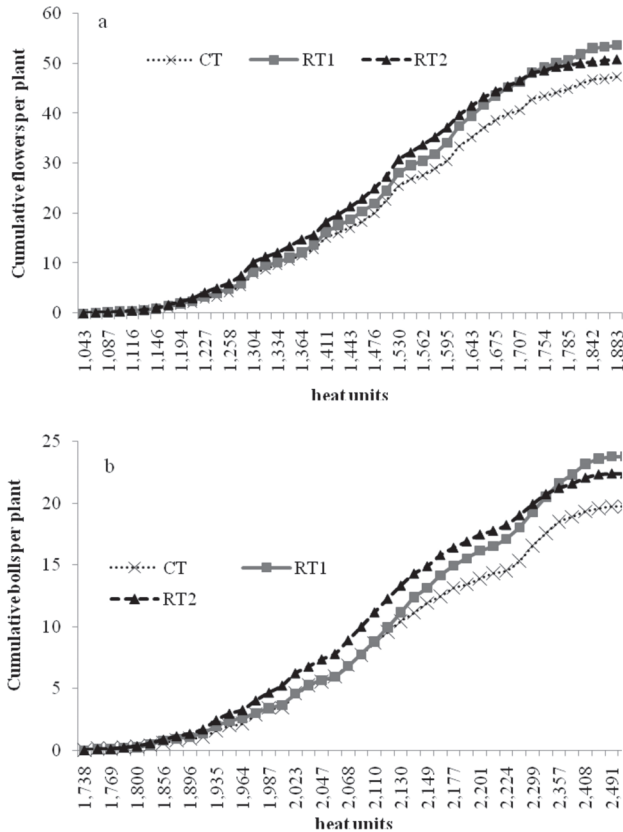 a
CT RT1 RT2
Cumulative flowers per plant
60
50
40
30
20
10
0
1,043 1,087 1,116 1,146 1,194 1,227 1,258 1,304 1,334 1,364 1,411 1,443 1,476 1,530 1,562 1,595 1,643 1,675 1,707 1,754 1,785 1,842 1,883
heat units
b
CT RT1
RT2
Cumulative bolls per plant
25
20
15
10
5
0
1,738 1,769 1,800 1,856 1,896 1,935 1,964 1,987 2,023 2,047 2,068 2,110 2,130 2,149 2,177 2,201 2,224 2,299 2,357 2,408 2,491
heat units